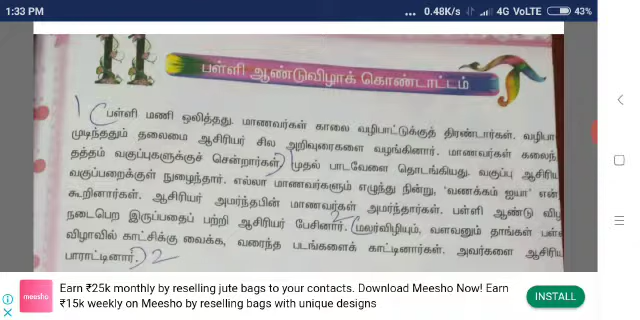 1:33 PM ... 0.48K/s 4G VoLTE 43%
11 பள்ளி ஆண்டுவிழாக் கொண்டாட்டம்
1 (பள்ளி மணி ஒலித்தது. மாணவர்கள் காலை வழிபாட்டுக்குத் திரண்டார்கள். வழிபா
முடிந்ததும் தலைமை ஆசிரியர் சில அறிவுரைகளை வழங்கினார். மாணவர்கள் கலைந்
தத்தம் வகுப்புகளுக்குச் சென்றார்கள்.) முதல் பாடவேளை தொடங்கியது. வகுப்பு ஆசிரிய
வகுப்பறைக்குள் நுழைந்தார். எல்லா மாணவர்களும் எழுந்து நின்று, 'வணக்கம் ஐயா' என்
கூறினார்கள். ஆசிரியர் அமர்ந்தபின் மாணவர்கள் அமர்ந்தார்கள். பள்ளி ஆண்டு விழ
நடைபெற இருப்பதைப் பற்றி ஆசிரியர் பேசினார். 2 (மலர்விழியும், வளவனும் தாங்கள் பள்
விழாவில் காட்சிக்கு வைக்க, வரைந்த படங்களைக் காட்டினார்கள். அவர்களை ஆசிரிய
பாராட்டினார்.) 2
meesho
Earn ₹25k monthly by reselling jute bags to your contacts. Download Meesho Now! Earn
₹15k weekly on Meesho by reselling bags with unique designs
INSTALL